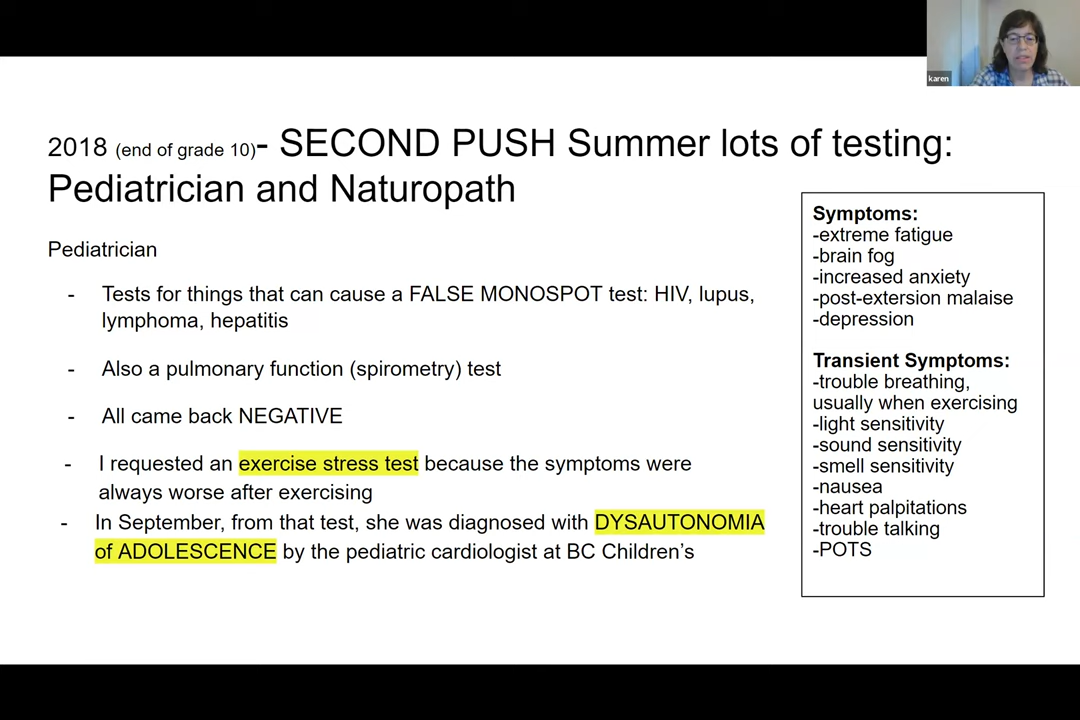 karen
2018 (end of grade 10)- SECOND PUSH Summer lots of testing:
Pediatrician and Naturopath
Pediatrician
- Tests for things that can cause a FALSE MONOSPOT test: HIV, lupus,
lymphoma, hepatitis
- Also a pulmonary function (spirometry) test
- All came back NEGATIVE
- I requested an exercise stress test because the symptoms were
always worse after exercising
- In September, from that test, she was diagnosed with DYSAUTONOMIA
of ADOLESCENCE by the pediatric cardiologist at BC Children's
Symptoms:
-extreme fatigue
-brain fog
-increased anxiety
-post-extersion malaise
-depression
Transient Symptoms:
-trouble breathing,
usually when exercising
-light sensitivity
-sound sensitivity
-smell sensitivity
-nausea
-heart palpitations
-trouble talking
-POTS